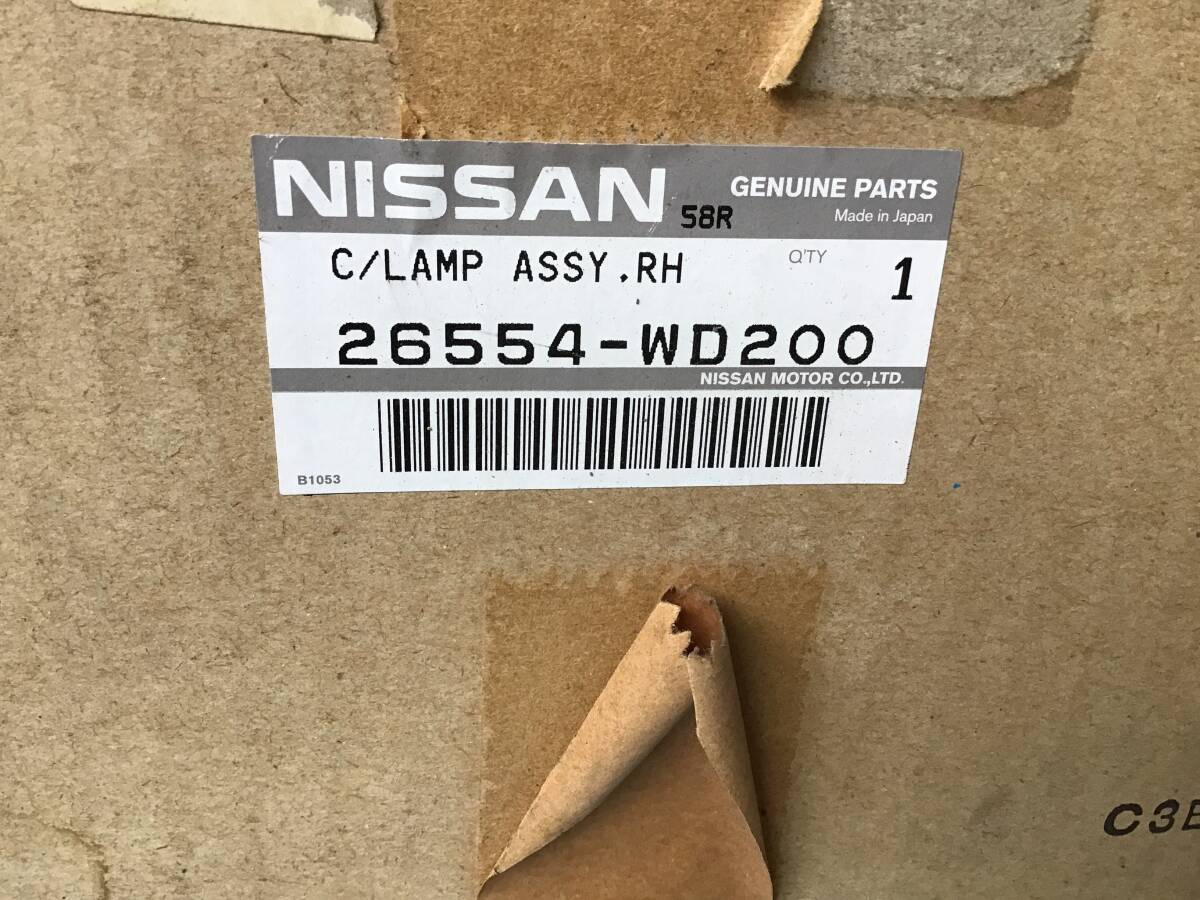 NISSAN 58R GENUINE PARTS
Made in Japan
C/LAMP ASSY,RH Q'TY 1
26554-WD200
NISSAN MOTOR CO.,LTD.
B1053
C3